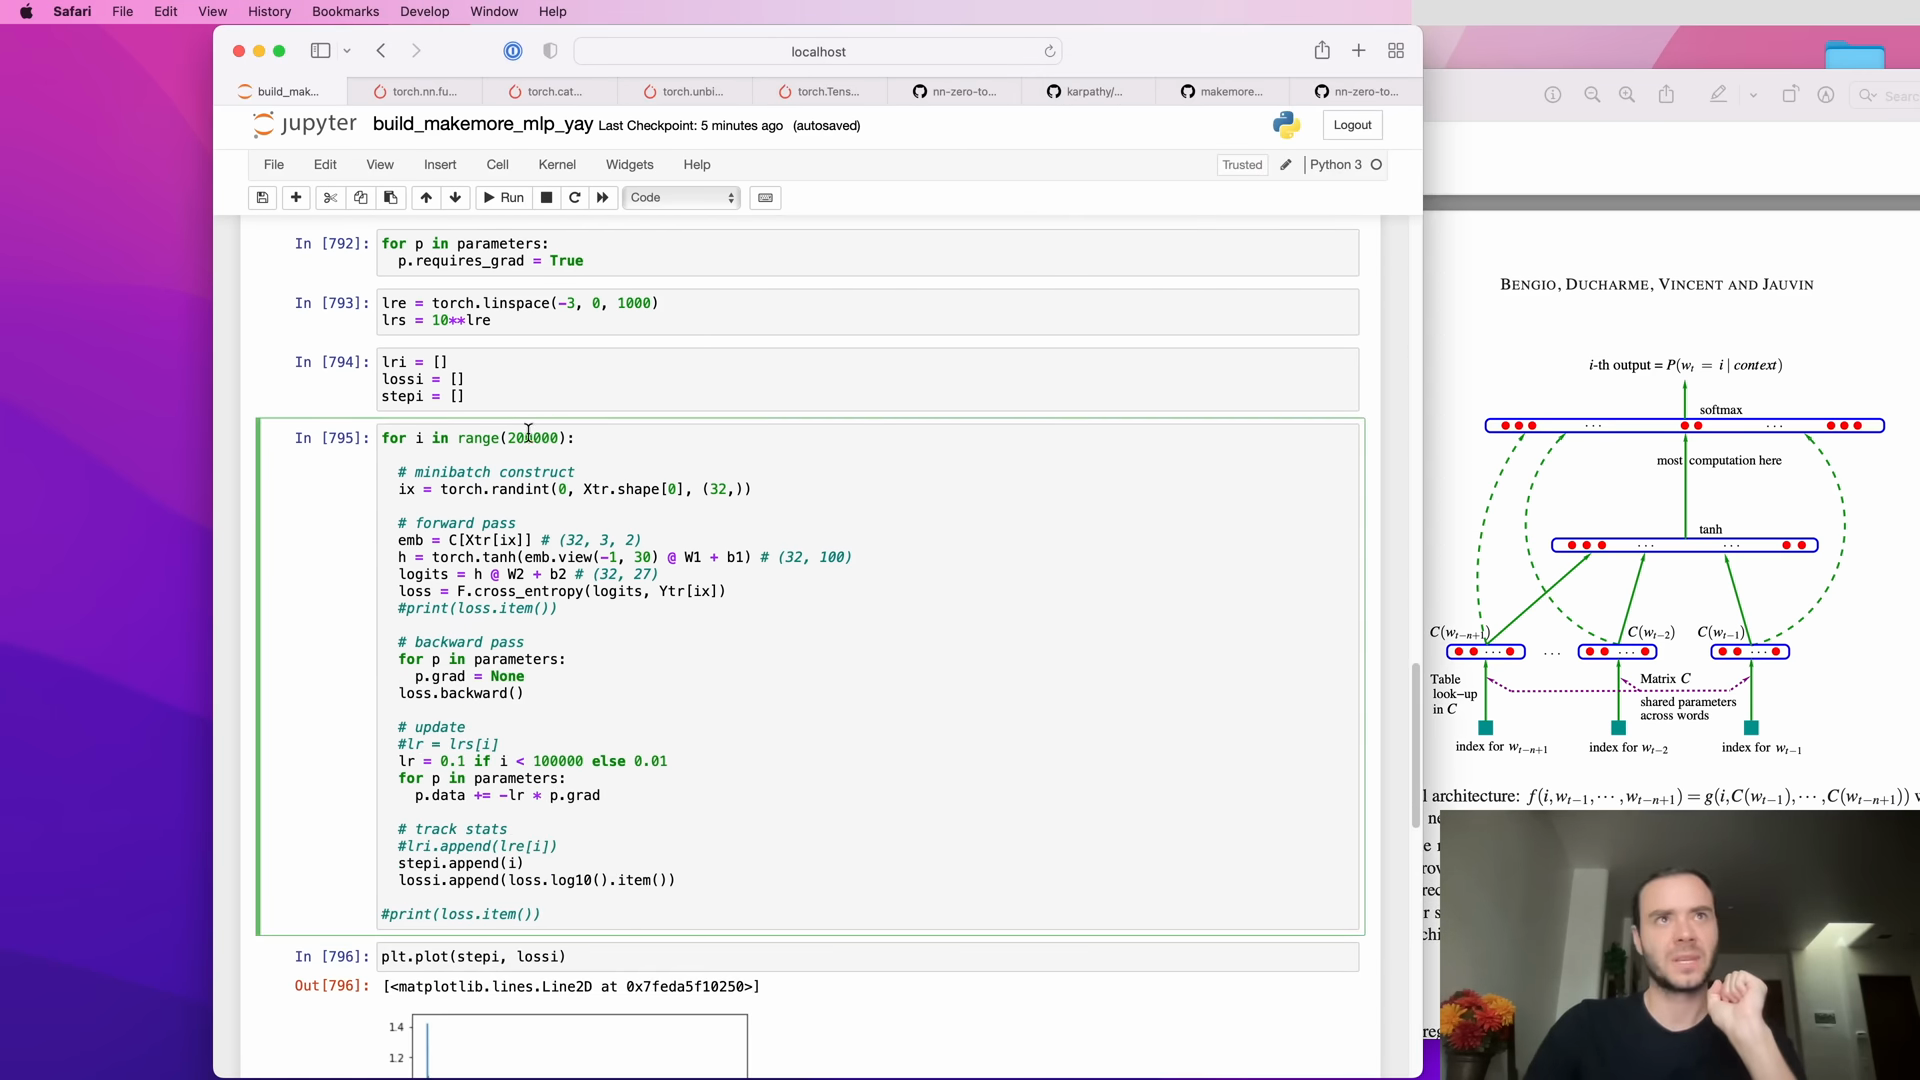 Safari File Edit View History Bookmarks Develop Window Help
localhost
build_mak... torch.nn.fu... torch.cat... torch.unbi... torch.Tens... nn-zero-to... karpathy/... makemore... nn-zero-to...
jupyter build_makemore_mlp_yay Last Checkpoint: 5 minutes ago (autosaved)
Logout
File Edit View Insert Cell Kernel Widgets Help
Trusted Python 3
Run Code
In [792]: for p in parameters:
p.requires_grad = True
In [793]: lre = torch.linspace(-3, 0, 1000)
lrs = 10**lre
In [794]: lri = []
lossi = []
stepi = []
In [795]: for i in range(200000):
# minibatch construct
ix = torch.randint(0, Xtr.shape[0], (32,))
# forward pass
emb = C[Xtr[ix]] # (32, 3, 2)
h = torch.tanh(emb.view(-1, 30) @ W1 + b1) # (32, 100)
logits = h @ W2 + b2 # (32, 27)
loss = F.cross_entropy(logits, Ytr[ix])
#print(loss.item())
# backward pass
for p in parameters:
p.grad = None
loss.backward()
# update
#lr = lrs[i]
lr = 0.1 if i < 100000 else 0.01
for p in parameters:
p.data += -lr * p.grad
# track stats
#lri.append(lre[i])
stepi.append(i)
lossi.append(loss.log10().item())
#print(loss.item())
In [796]: plt.plot(stepi, lossi)
Out[796]: [<matplotlib.lines.Line2D at 0x7feda5f10250>]
1.4
1.2
Search
BENGIO, DUCHARME, VINCENT AND JAUVIN
i-th output = P(w_t = i | context)
softmax
. . . . . .
most computation here
tanh
. . . . . .
C(w_{t−n+1}) C(w_{t−2}) C(w_{t−1})
. . . . . . . . . . . .
Table look−up in C
Matrix C
shared parameters across words
index for w_{t−n+1} index for w_{t−2} index for w_{t−1}
l architecture: f(i,w_{t−1},··· ,w_{t−n+1}) = g(i,C(w_{t−1}),··· ,C(w_{t−n+1}))